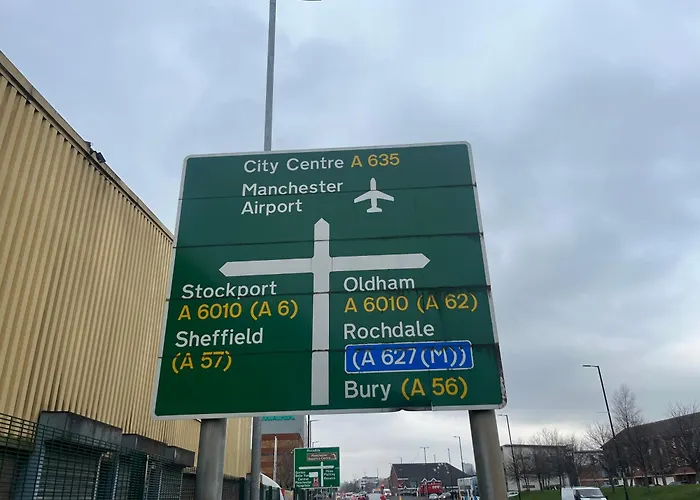 City Centre A 635
Manchester
Airport
Stockport
A 6010 (A 6)
Sheffield
(A 57)
Oldham
A 6010 (A 62)
Rochdale
(A 627(M))
Bury (A 56)